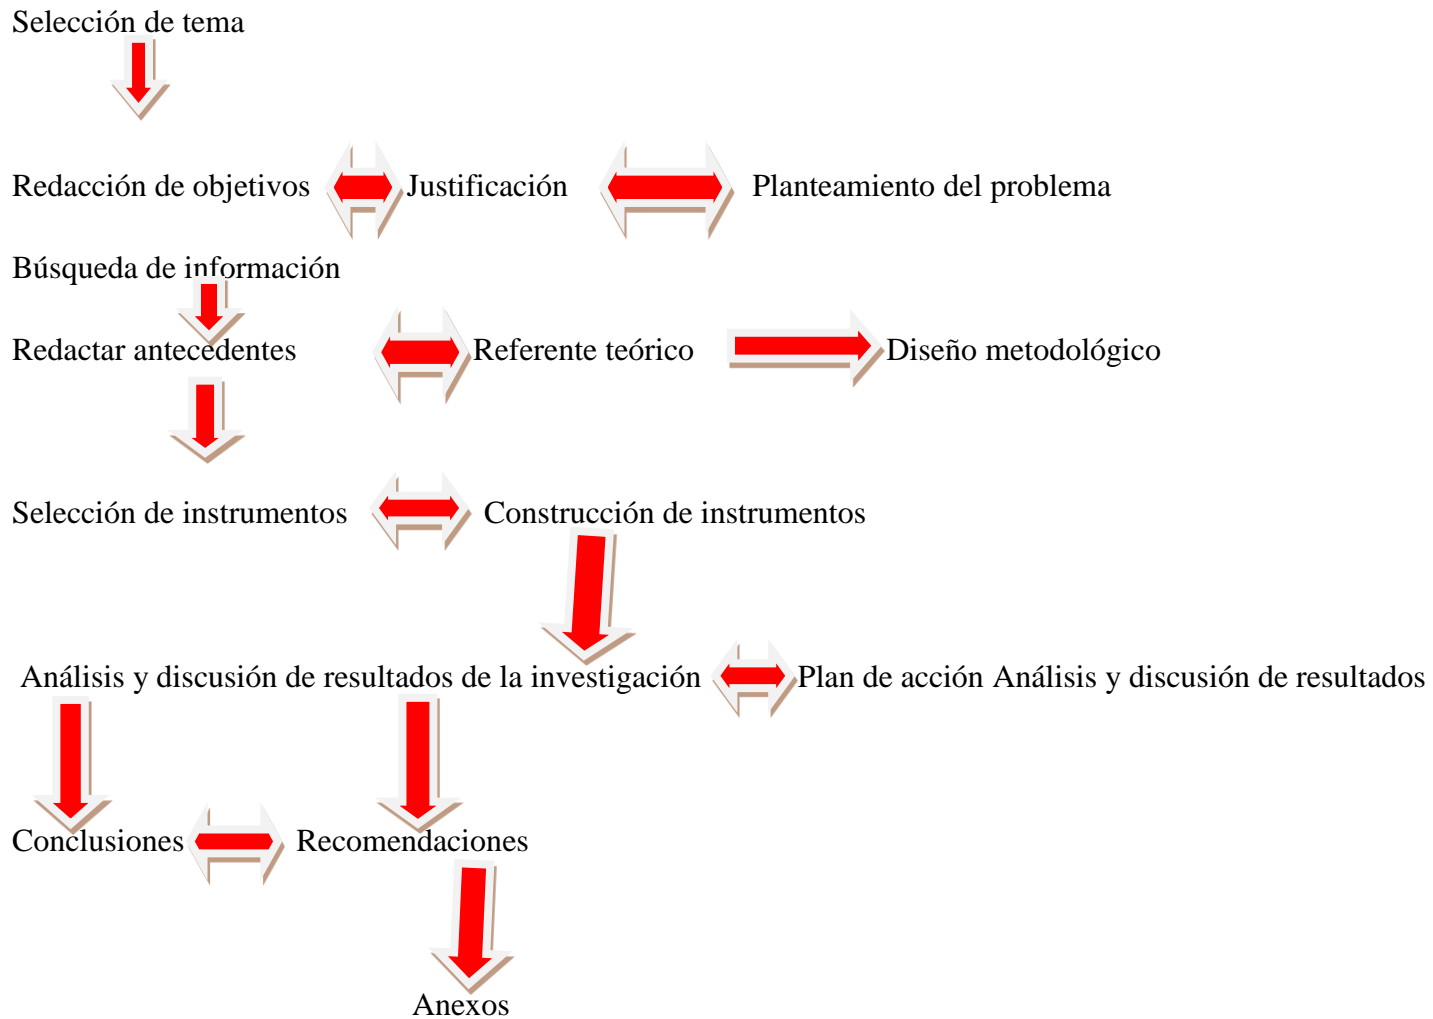 Selección de tema
Redacción de objetivos Justificación Planteamiento del problema
Búsqueda de información
Redactar antecedentes Referente teórico Diseño metodológico
Selección de instrumentos Construcción de instrumentos
Análisis y discusión de resultados de la investigación Plan de acción Análisis y discusión de resultados
Conclusiones Recomendaciones
Anexos